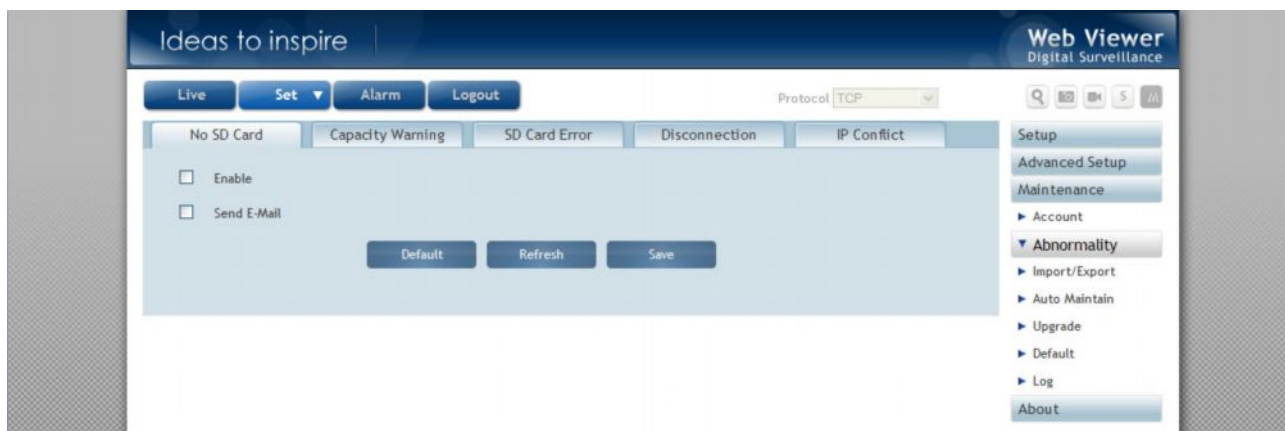 Ideas to inspire
Web Viewer
Digital Surveillance
Live
Set
Alarm
Logout
Protocol TCP
S
M
No SD Card
Capacity Warning
SD Card Error
Disconnection
IP Conflict
Enable
Send E-Mail
Default
Refresh
Save
Setup
Advanced Setup
Maintenance
Account
Abnormality
Import/Export
Auto Maintain
Upgrade
Default
Log
About